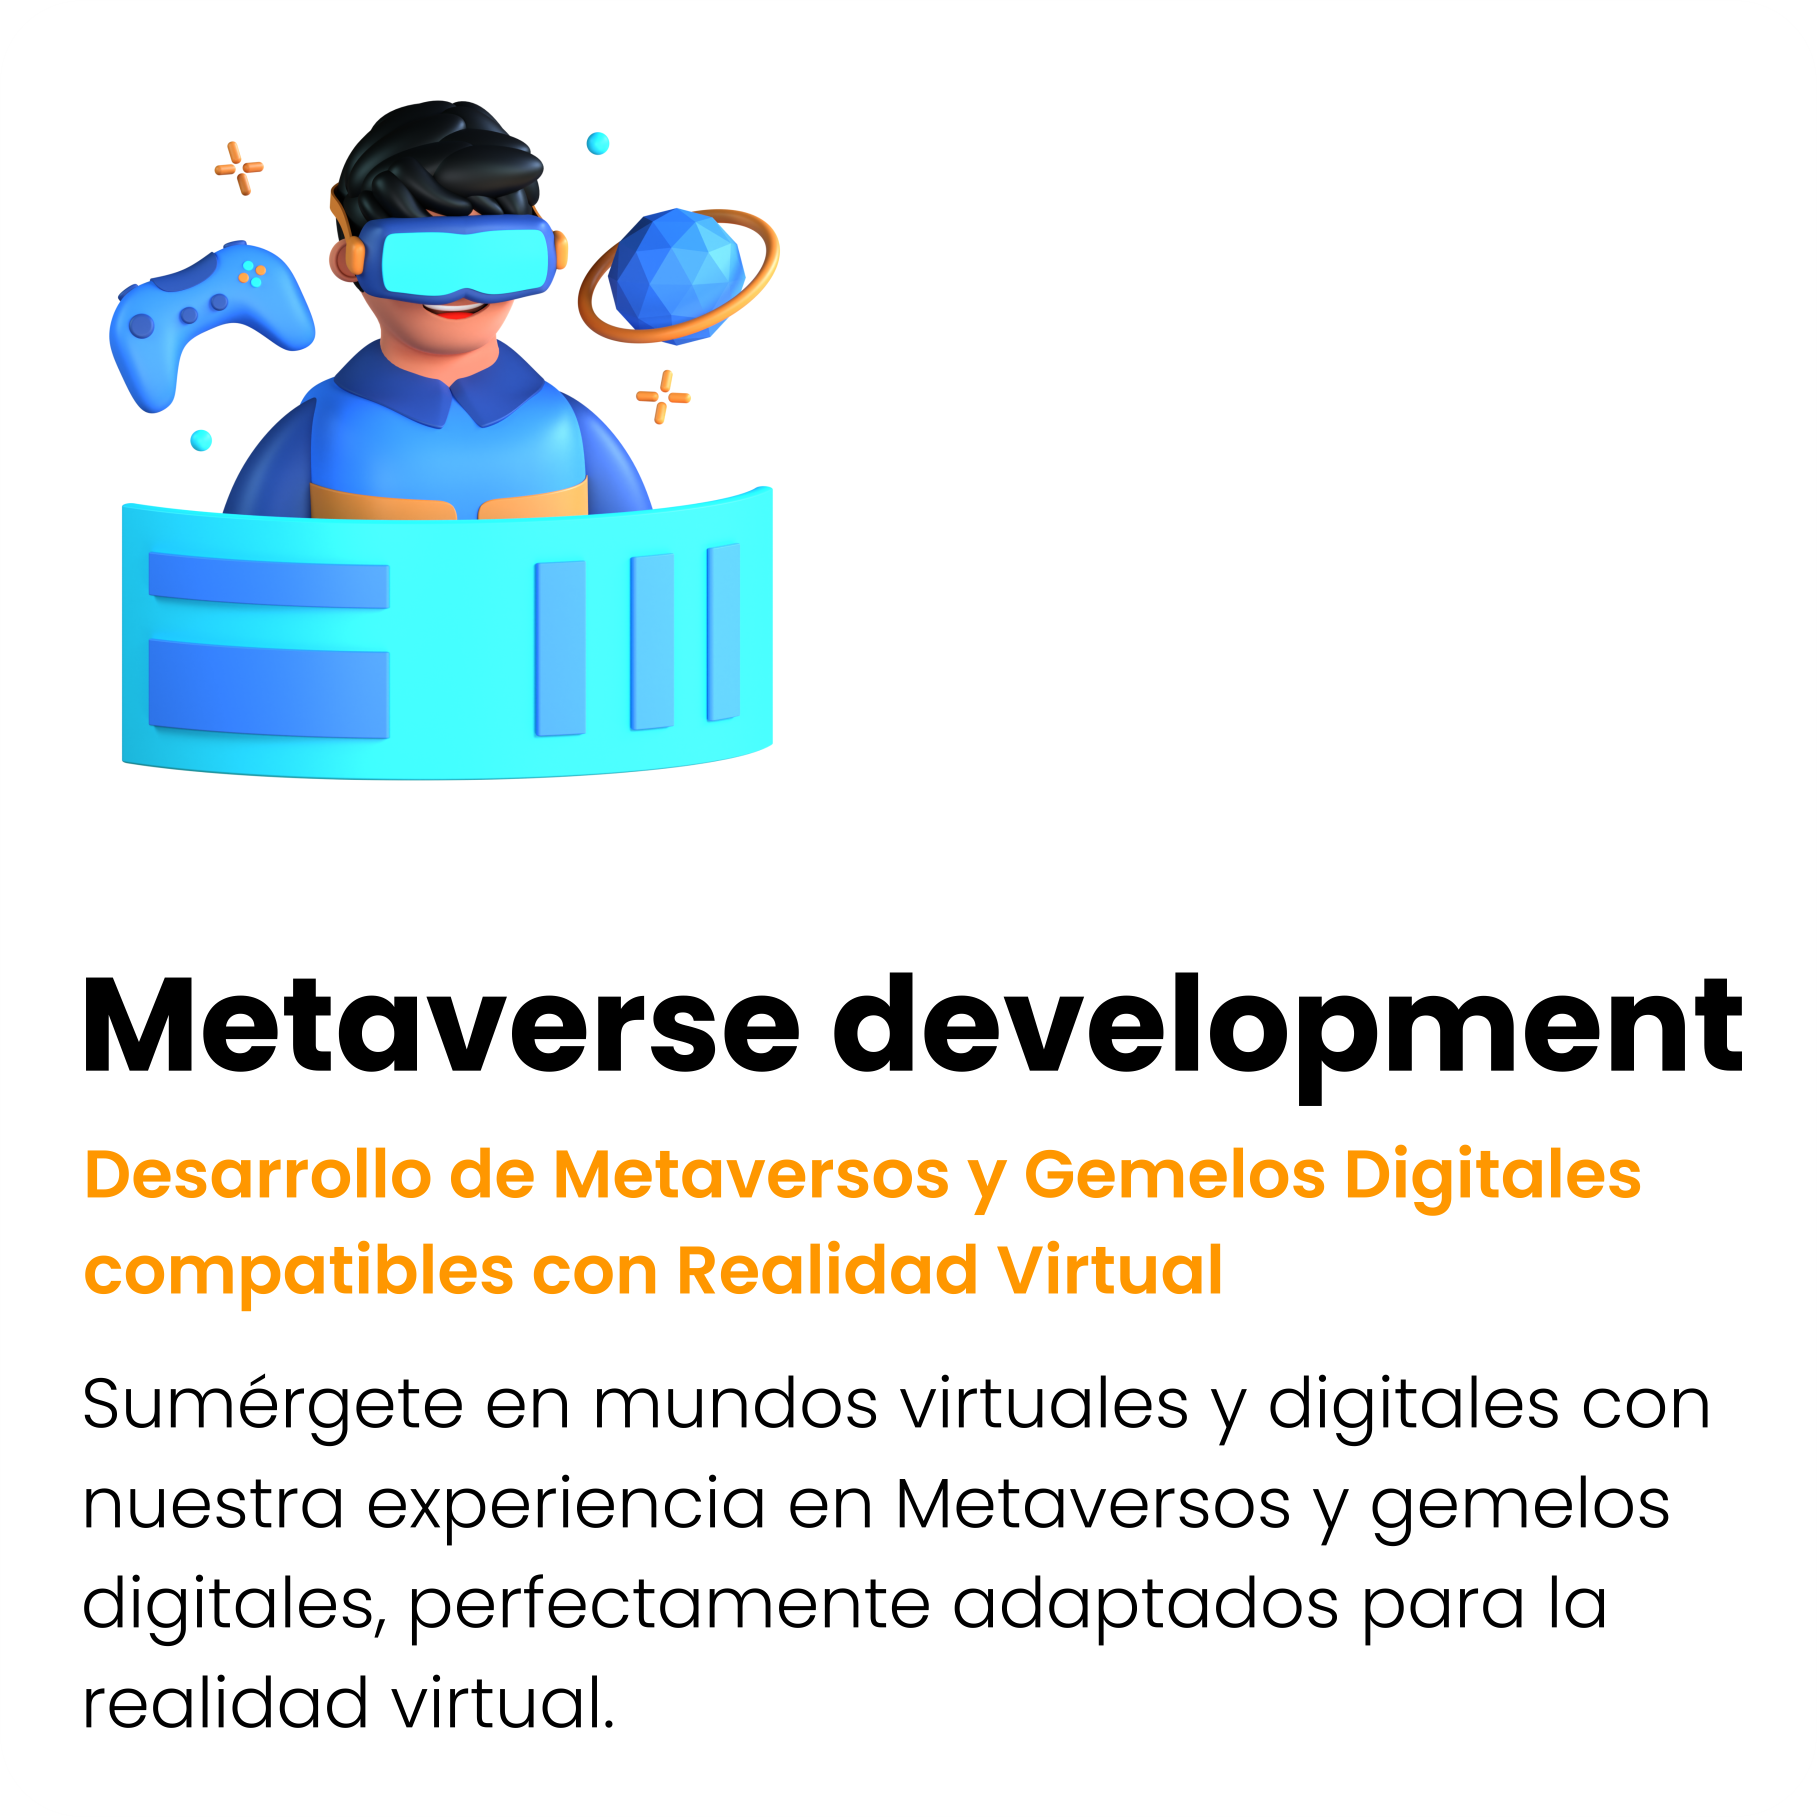 Metaverse development
Desarrollo de Metaversos y Gemelos Digitales
compatibles con Realidad Virtual
Sumérgete en mundos virtuales y digitales con
nuestra experiencia en Metaversos y gemelos
digitales, perfectamente adaptados para la
realidad virtual.